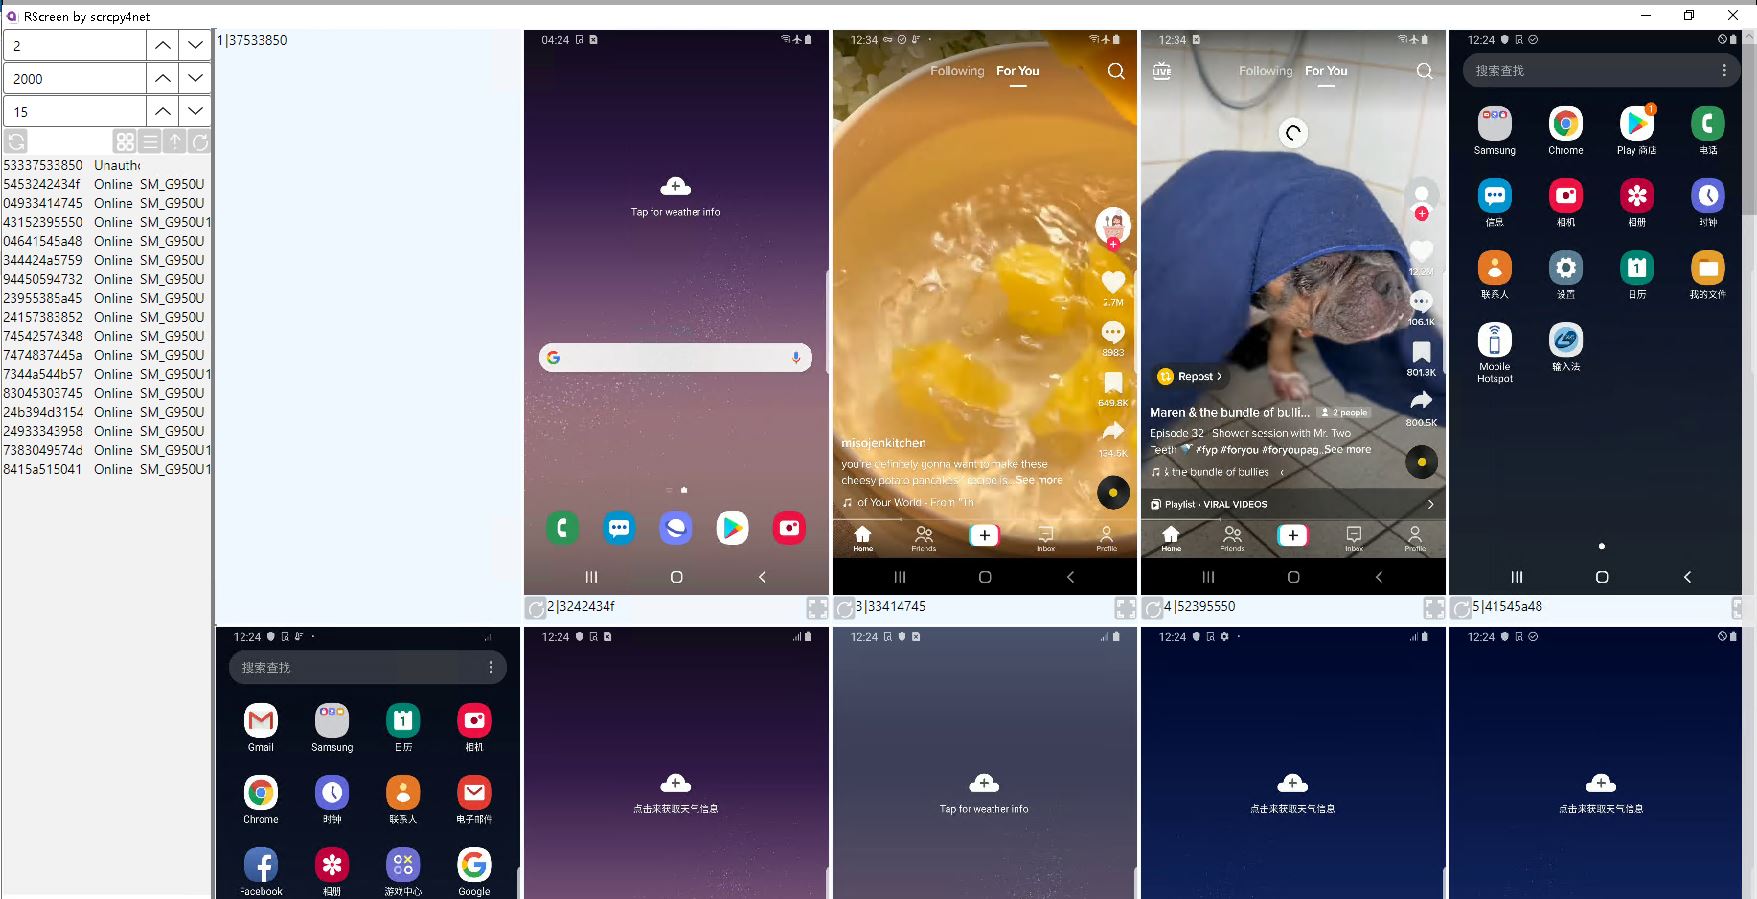 RScreen by scrcpy4net
2
2000
15
53337533850 Unauthc
5453242434f Online SM_G950U
04933414745 Online SM_G950U
43152395550 Online SM_G950U1
04641545a48 Online SM_G950U
344424a5759 Online SM_G950U
94450594732 Online SM_G950U
23955385a45 Online SM_G950U
24157383852 Online SM_G950U
74542574348 Online SM_G950U
7474837445a Online SM_G950U
7344a544b57 Online SM_G950U1
83045303745 Online SM_G950U
24b394d3154 Online SM_G950U
24933343958 Online SM_G950U
7383049574d Online SM_G950U1
8415a515041 Online SM_G950U1
1|37533850
04:24
Tap for weather info
2|3242434f
12:34
Following For You
2.7M
8983
649.8K
134.5K
misojenkitchen
you're definitely gonna want to make these
cheesy potato pancakes! recipe is...See more
of Your World - From "Th
Home Friends Inbox Profile
3|33414745
12:34
LIVE Following For You
12.2M
106.1K
801.3K
800.5K
Repost
Maren & the bundle of bulli... 2 people
Episode 32 | Shower session with Mr. Two
Teeth #fyp #foryou #foryoupag..See more
the bundle of bullies
Playlist · VIRAL VIDEOS
Home Friends Inbox Profile
4|52395550
12:24
搜索查找
1
Samsung Chrome Play 商店 电话
信息 相机 相册 时钟
1
联系人 设置 日历 我的文件
Mobile
Hotspot 输入法
5|41545a48
12:24
搜索查找
1
Gmail Samsung 日历 相机
Chrome 时钟 联系人 电子邮件
Facebook 相册 游戏中心 Google
12:24
点击来获取天气信息
12:24
Tap for weather info
12:24
点击来获取天气信息
12:24
点击来获取天气信息